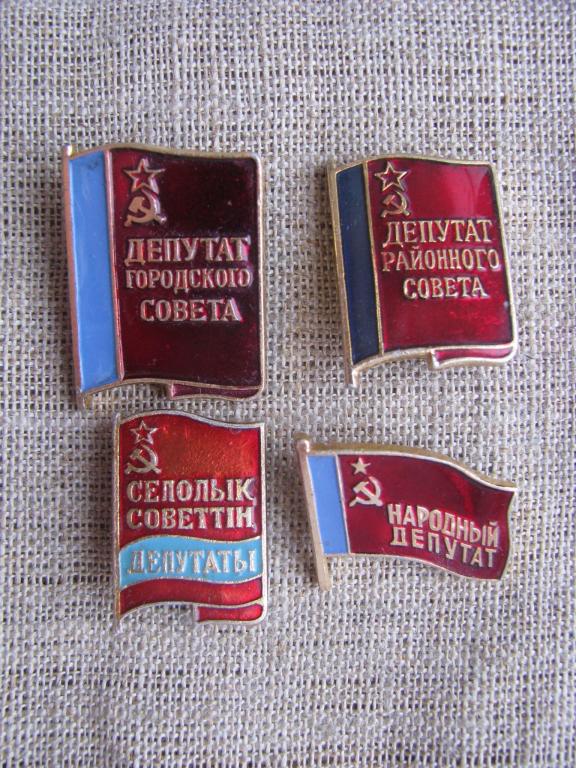 ДЕПУТАТ
ГОРОДСКОГО
СОВЕТА
ДЕПУТАТ
РАЙОННОГО
СОВЕТА
СЕЛОЛЫҚ
СОВЕТТІҢ
ДЕПУТАТЫ
НАРОДНЫЙ
ДЕПУТАТ